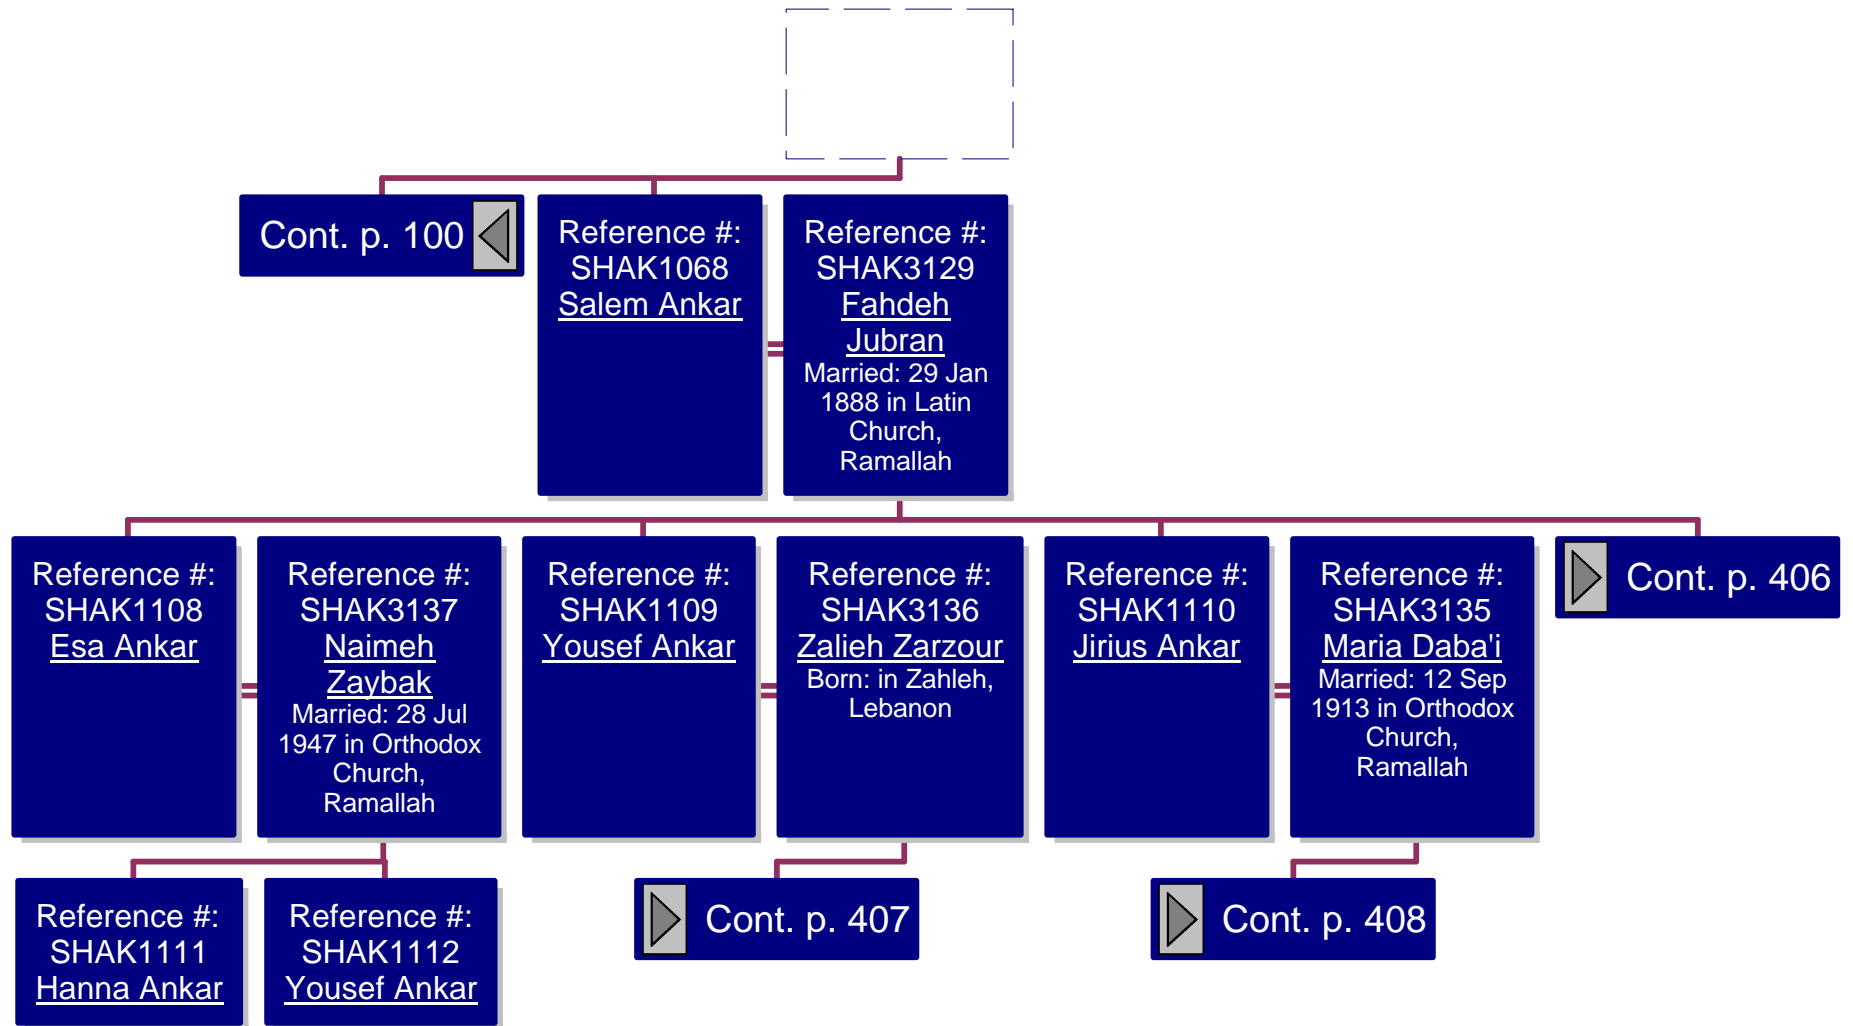 Cont. p. 100
Reference #:
SHAK1068
Salem Ankar
Reference #:
SHAK3129
Fahdeh
Jubran
Married: 29 Jan
1888 in Latin
Church,
Ramallah
Reference #:
SHAK1108
Esa Ankar
Reference #:
SHAK3137
Naimeh
Zaybak
Married: 28 Jul
1947 in Orthodox
Church,
Ramallah
Reference #:
SHAK1109
Yousef Ankar
Reference #:
SHAK3136
Zalieh Zarzour
Born: in Zahleh,
Lebanon
Reference #:
SHAK1110
Jirius Ankar
Reference #:
SHAK3135
Maria Daba'i
Married: 12 Sep
1913 in Orthodox
Church,
Ramallah
Cont. p. 406
Reference #:
SHAK1111
Hanna Ankar
Reference #:
SHAK1112
Yousef Ankar
Cont. p. 407
Cont. p. 408